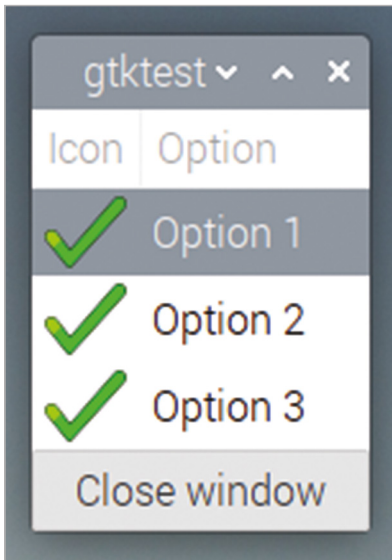 gtktest
Icon Option
Option 1
Option 2
Option 3
Close window